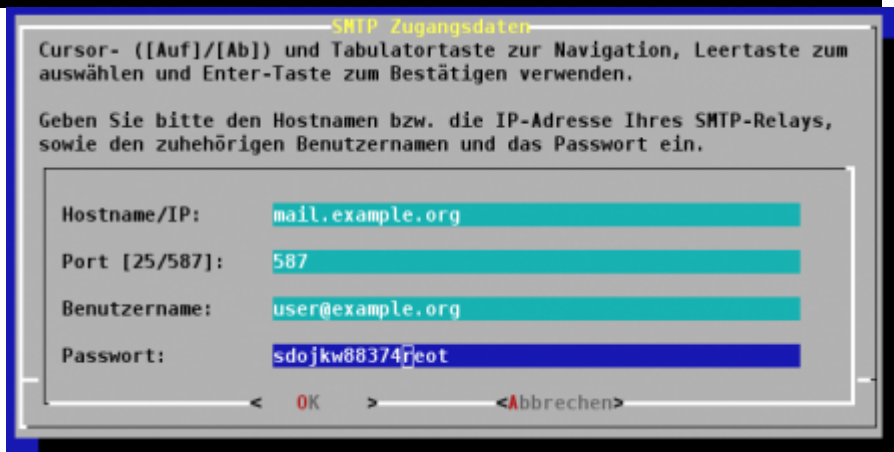 SMTP Zugangsdaten
Cursor- ([Auf]/[Ab]) und Tabulatortaste zur Navigation, Leertaste zum
auswählen und Enter-Taste zum Bestätigen verwenden.
Geben Sie bitte den Hostnamen bzw. die IP-Adresse Ihres SMTP-Relays,
sowie den zuhehörigen Benutzernamen und das Passwort ein.
Hostname/IP: mail.example.org
Port [25/587]: 587
Benutzername: user@example.org
Passwort: sdojkw88374reot
< OK > <Abbrechen>